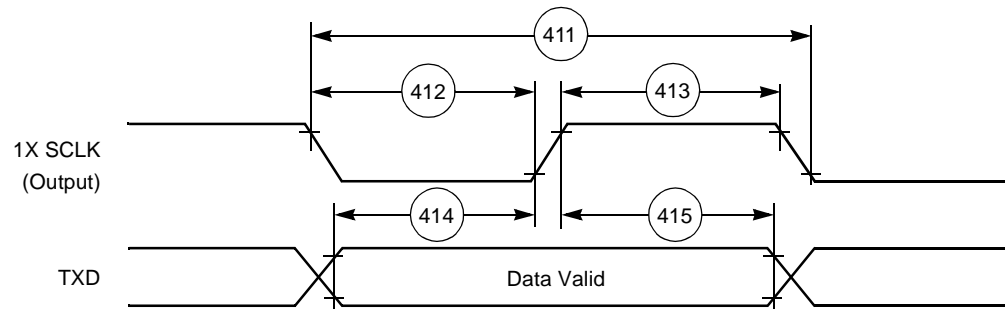 411
412
413
1X SCLK
(Output)
414
415
TXD
Data Valid